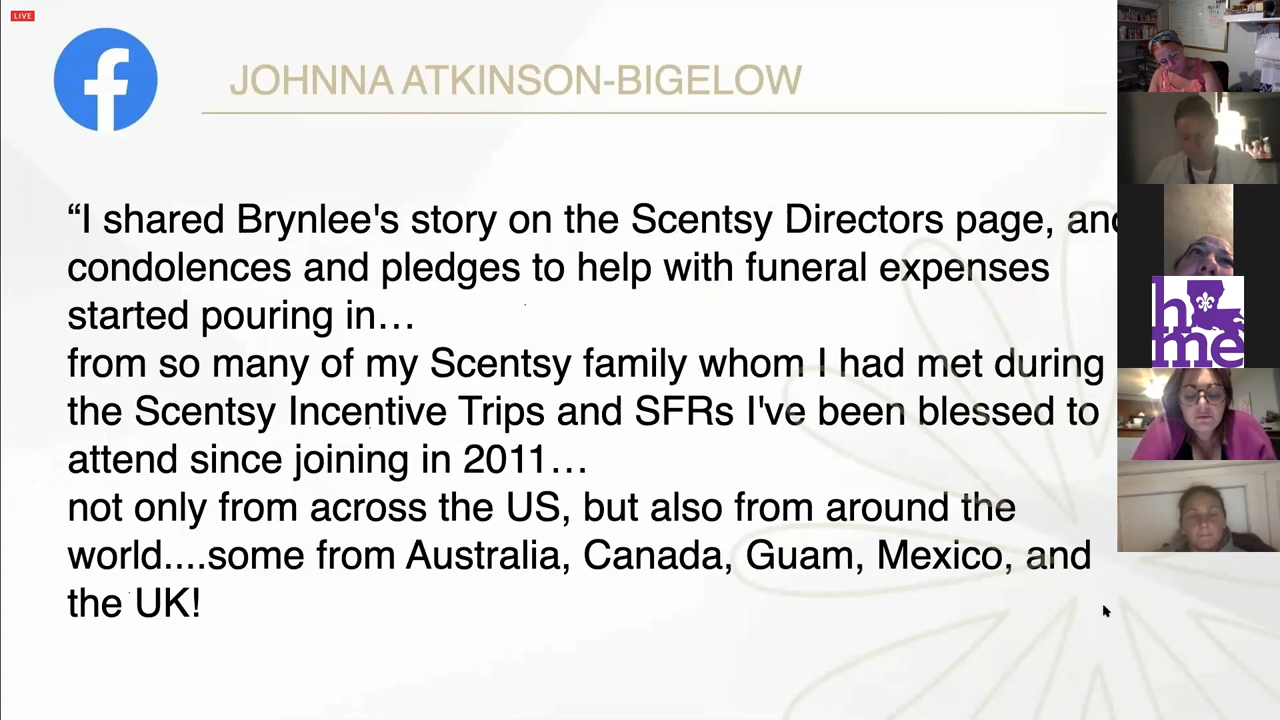 LIVE
f
JOHNNA ATKINSON-BIGELOW
“I shared Brynlee's story on the Scentsy Directors page, and
condolences and pledges to help with funeral expenses
started pouring in…
from so many of my Scentsy family whom I had met during
the Scentsy Incentive Trips and SFRs I've been blessed to
attend since joining in 2011…
not only from across the US, but also from around the
world....some from Australia, Canada, Guam, Mexico, and
the UK!
h me